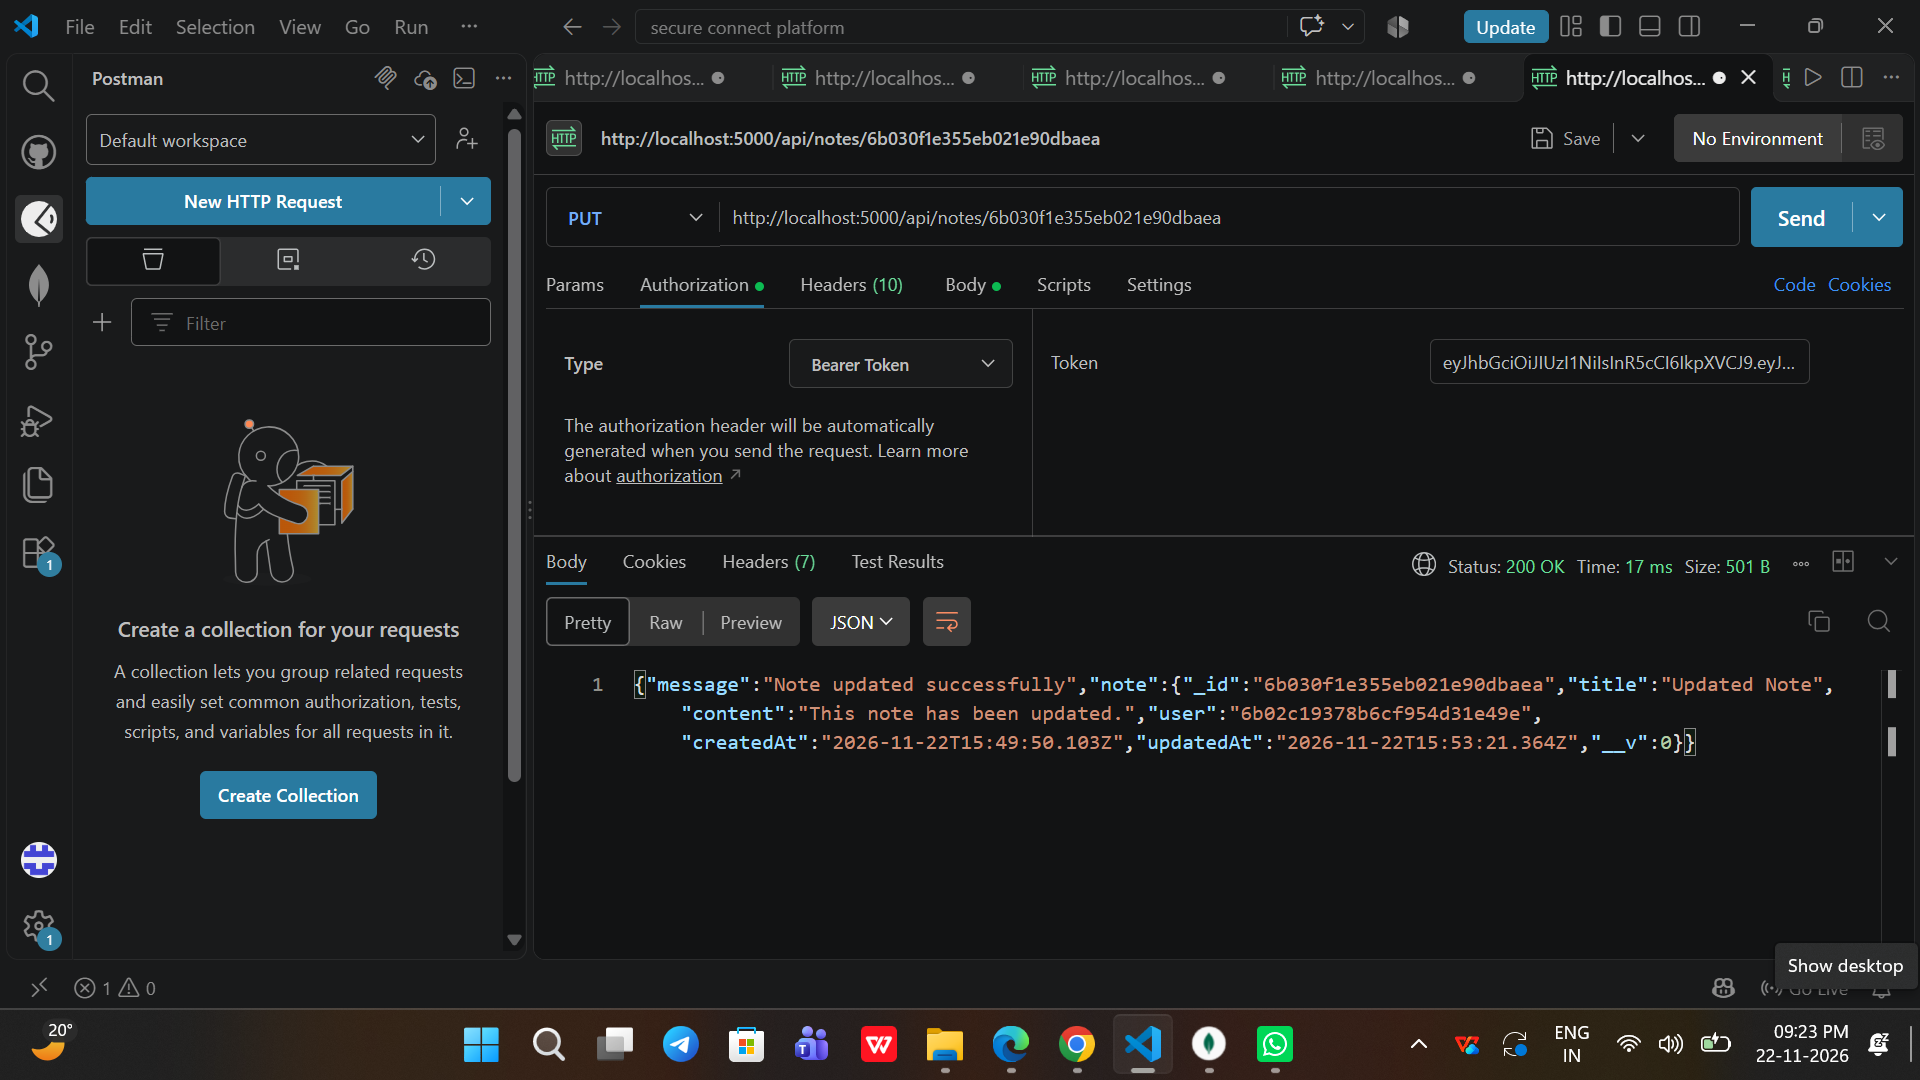 File Edit Selection View Go Run ···
secure connect platform
Update
Postman
Default workspace
New HTTP Request
Filter
Create a collection for your requests
A collection lets you group related requests
and easily set common authorization, tests,
scripts, and variables for all requests in it.
Create Collection
http://localhos...
http://localhos...
http://localhos...
http://localhos...
http://localhos...
HTTP http://localhost:5000/api/notes/6b030f1e355eb021e90dbaea
Save
No Environment
PUT
http://localhost:5000/api/notes/6b030f1e355eb021e90dbaea
Send
Params Authorization Headers (10) Body Scripts Settings
Code Cookies
Type
Bearer Token
The authorization header will be automatically
generated when you send the request. Learn more
about authorization
Token
eyJhbGciOiJIUzI1NiIsInR5cCI6IkpXVCJ9.eyJ...
Body Cookies Headers (7) Test Results
Status: 200 OK Time: 17 ms Size: 501 B
Pretty Raw Preview JSON
1 {"message":"Note updated successfully","note":{"_id":"6b030f1e355eb021e90dbaea","title":"Updated Note",
"content":"This note has been updated.","user":"6b02c19378b6cf954d31e49e",
"createdAt":"2026-11-22T15:49:50.103Z","updatedAt":"2026-11-22T15:53:21.364Z","__v":0}}
1
1
Show desktop
1 0
Go Live
20°
ENG
IN
09:23 PM
22-11-2026